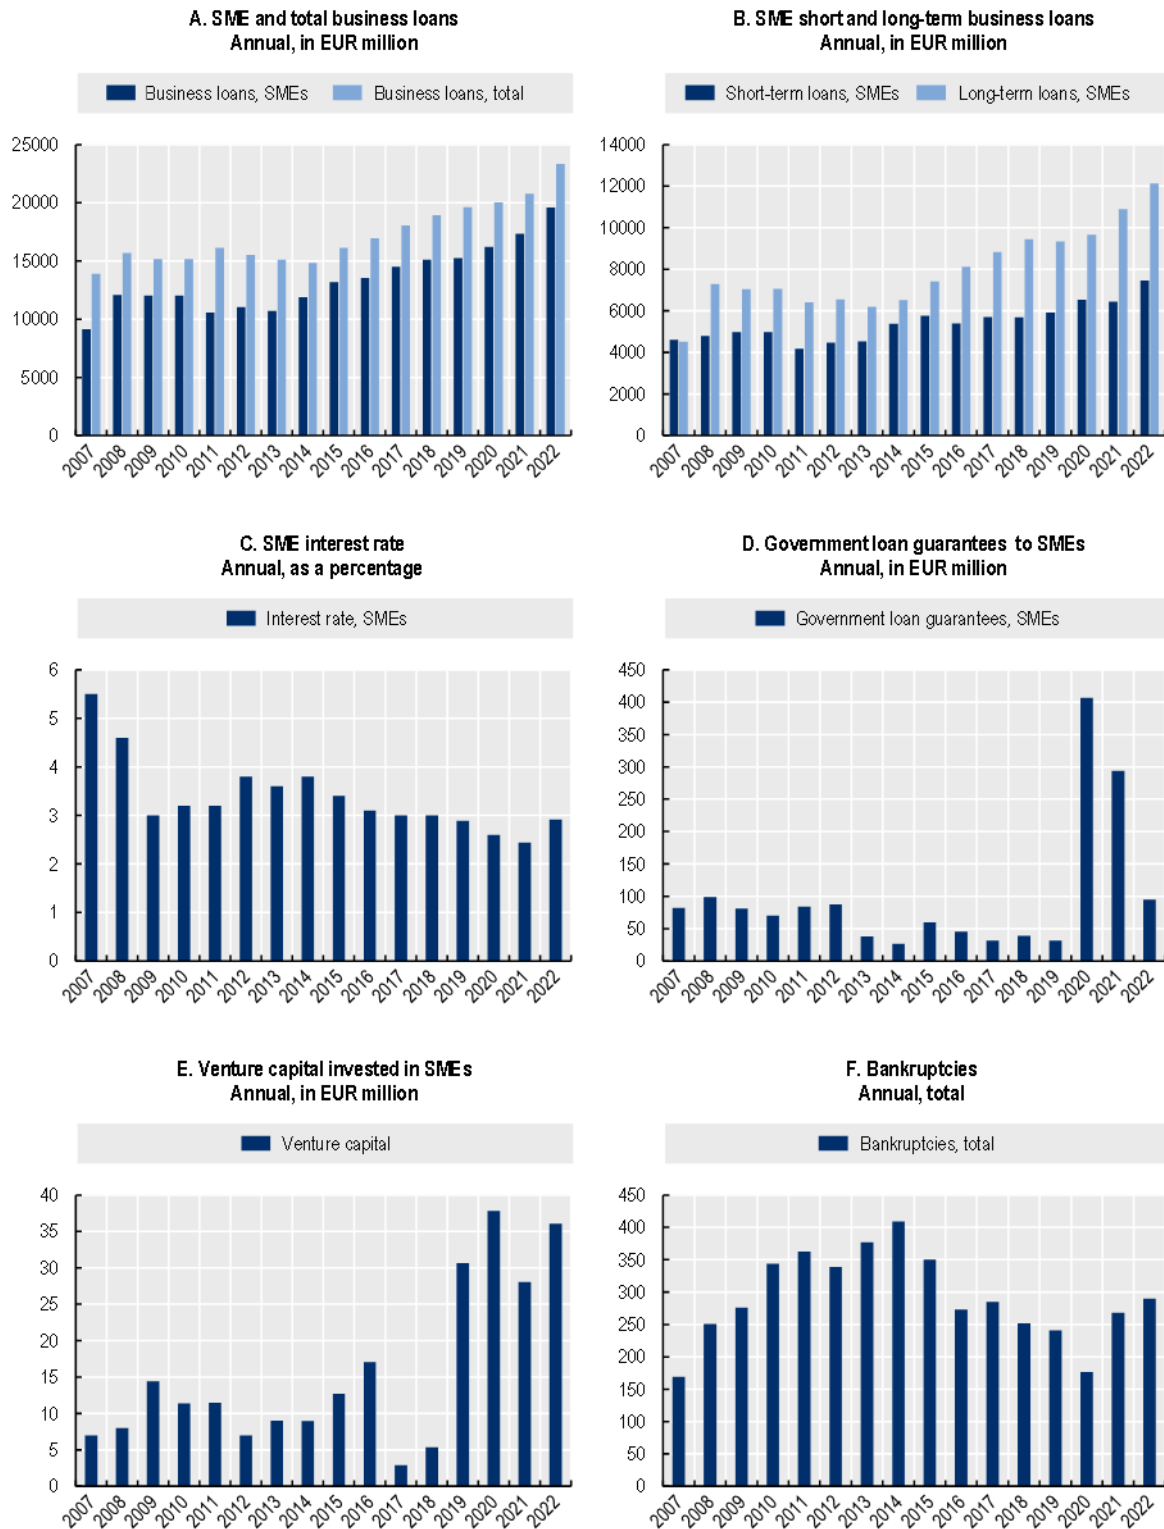 A. SME and total business loans
Annual, in EUR million
Business loans, SMEs Business loans, total
25000
20000
15000
10000
5000
0
2007 2008 2009 2010 2011 2012 2013 2014 2015 2016 2017 2018 2019 2020 2021 2022
B. SME short and long-term business loans
Annual, in EUR million
Short-term loans, SMEs Long-term loans, SMEs
14000
12000
10000
8000
6000
4000
2000
0
2007 2008 2009 2010 2011 2012 2013 2014 2015 2016 2017 2018 2019 2020 2021 2022
C. SME interest rate
Annual, as a percentage
Interest rate, SMEs
6
5
4
3
2
1
0
2007 2008 2009 2010 2011 2012 2013 2014 2015 2016 2017 2018 2019 2020 2021 2022
D. Government loan guarantees to SMEs
Annual, in EUR million
Government loan guarantees, SMEs
450
400
350
300
250
200
150
100
50
0
2007 2008 2009 2010 2011 2012 2013 2014 2015 2016 2017 2018 2019 2020 2021 2022
E. Venture capital invested in SMEs
Annual, in EUR million
Venture capital
40
35
30
25
20
15
10
5
0
2007 2008 2009 2010 2011 2012 2013 2014 2015 2016 2017 2018 2019 2020 2021 2022
F. Bankruptcies
Annual, total
Bankruptcies, total
450
400
350
300
250
200
150
100
50
0
2007 2008 2009 2010 2011 2012 2013 2014 2015 2016 2017 2018 2019 2020 2021 2022